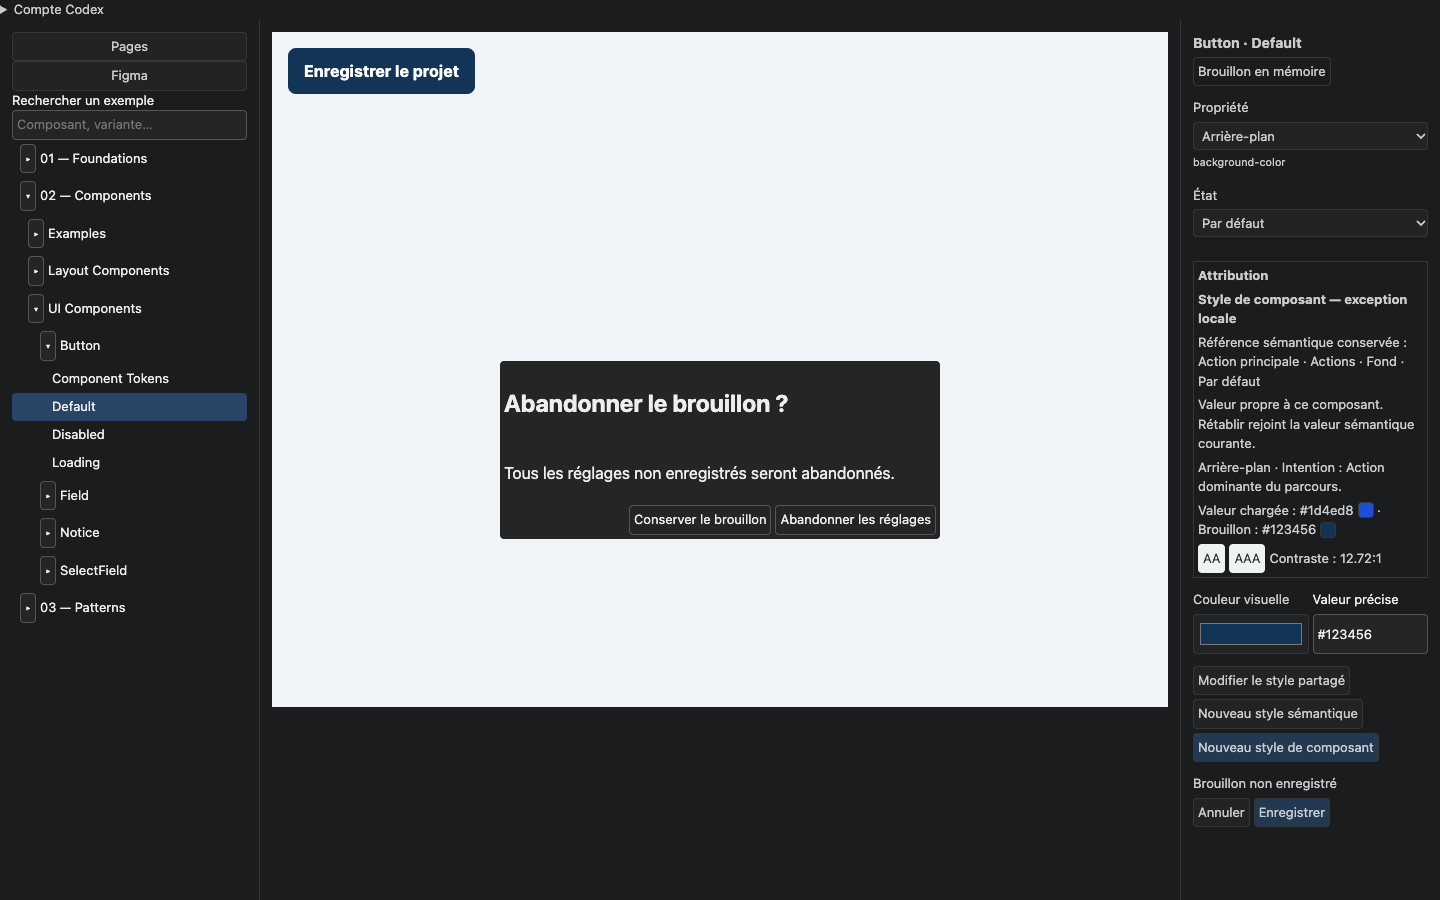 Compte Codex
Pages
Figma
Rechercher un exemple
Composant, variante...
01 — Foundations
02 — Components
Examples
Layout Components
UI Components
Button
Component Tokens
Default
Disabled
Loading
Field
Notice
SelectField
03 — Patterns
Enregistrer le projet
Abandonner le brouillon ?
Tous les réglages non enregistrés seront abandonnés.
Conserver le brouillon
Abandonner les réglages
Button · Default
Brouillon en mémoire
Propriété
Arrière-plan
background-color
État
Par défaut
Attribution
Style de composant — exception
locale
Référence sémantique conservée :
Action principale · Actions · Fond ·
Par défaut
Valeur propre à ce composant.
Rétablir rejoint la valeur sémantique
courante.
Arrière-plan · Intention : Action
dominante du parcours.
Valeur chargée : #1d4ed8 ·
Brouillon : #123456
AA AAA Contraste : 12.72:1
Couleur visuelle Valeur précise
#123456
Modifier le style partagé
Nouveau style sémantique
Nouveau style de composant
Brouillon non enregistré
Annuler Enregistrer